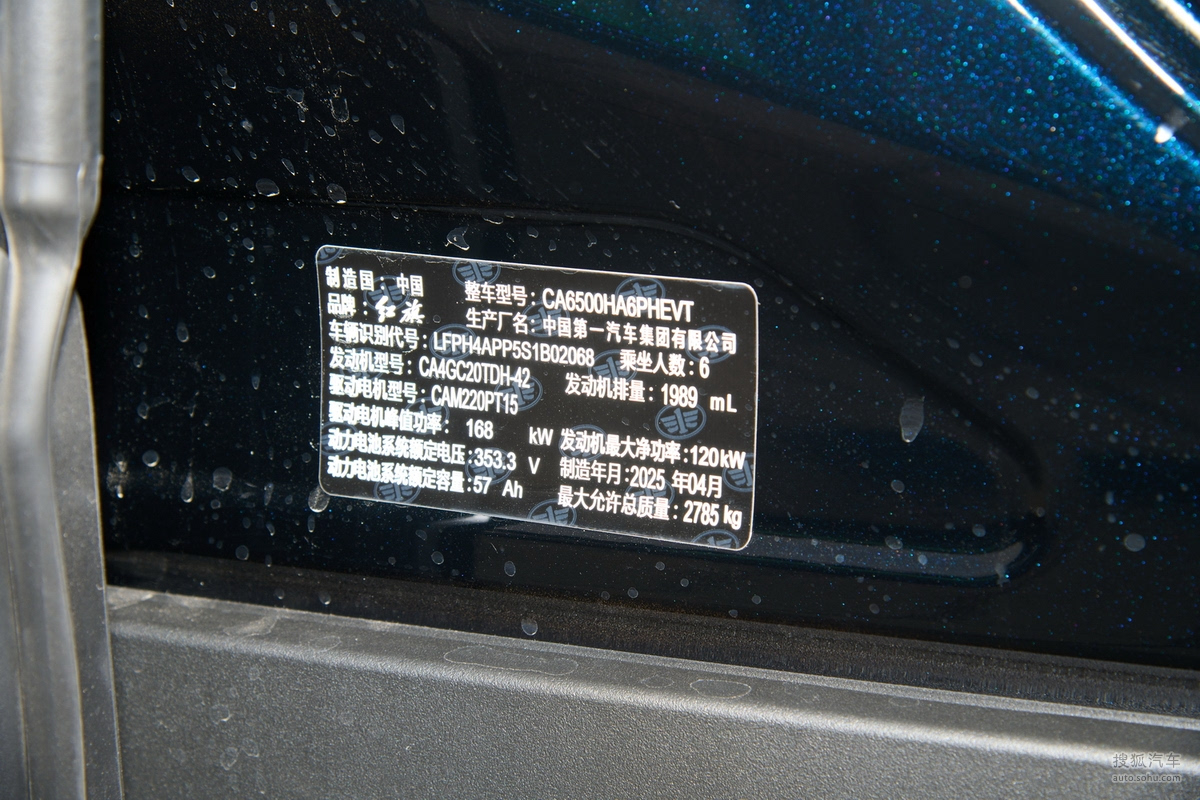 制造国：中国 整车型号：CA6500HA6PHEVT
品牌：红旗 生产厂名：中国第一汽车集团有限公司
车辆识别代号：LFPH4APP5S1B02068 乘坐人数：6
发动机型号：CA4GC20TDH-42 发动机排量：1989 mL
驱动电机型号：CAM220PT15
驱动电机峰值功率：168 kW 发动机最大净功率：120kW
动力电池系统额定电压：353.3 V 制造年月：2025 年04月
动力电池系统额定容量：57 Ah 最大允许总质量：2785 kg
搜狐汽车
auto.sohu.com